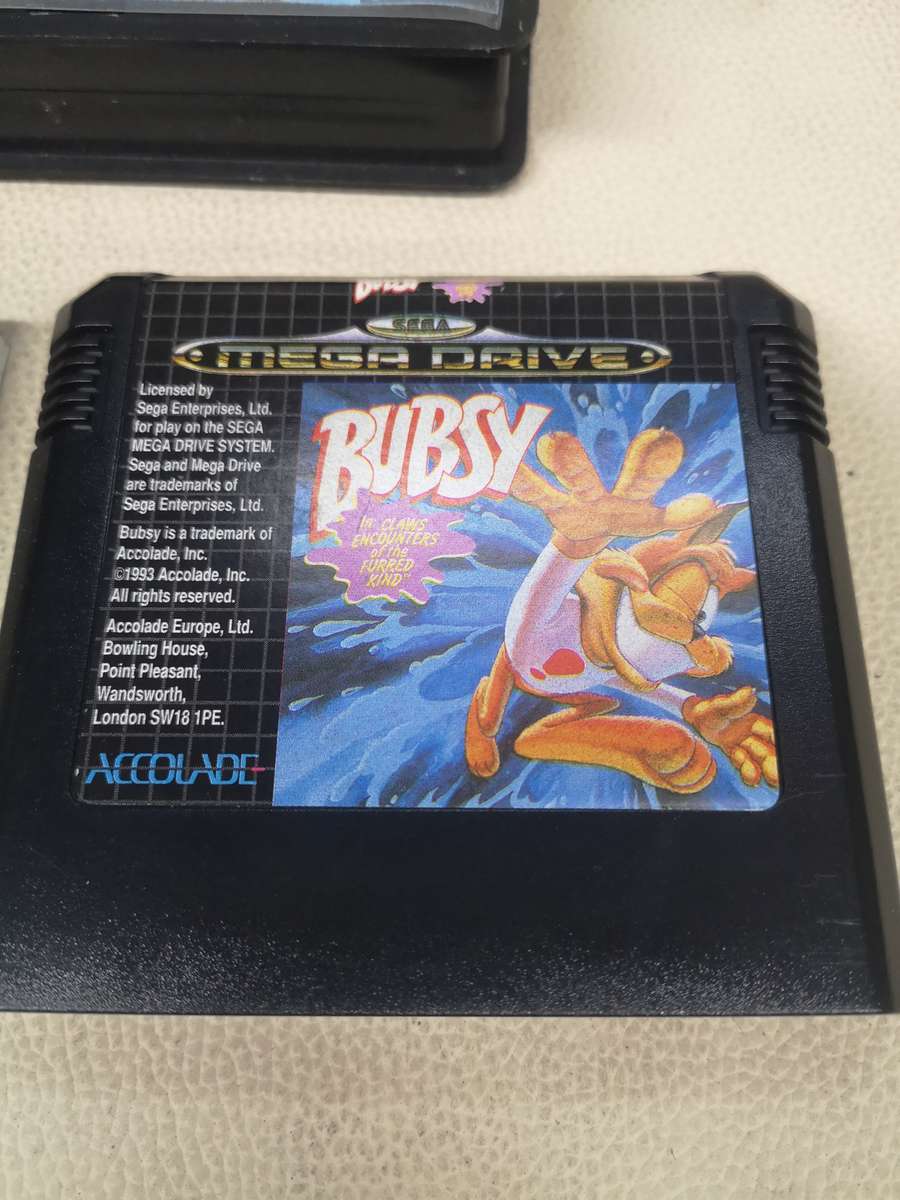 BUBSY
SEGA
MEGA DRIVE
Licensed by
Sega Enterprises, Ltd.
for play on the SEGA
MEGA DRIVE SYSTEM.
Sega and Mega Drive
are trademarks of
Sega Enterprises, Ltd.
Bubsy is a trademark of
Accolade, Inc.
©1993 Accolade, Inc.
All rights reserved.
Accolade Europe, Ltd.
Bowling House,
Point Pleasant,
Wandsworth,
London SW18 1PE.
ACCOLADE
BUBSY
in "CLAWS
ENCOUNTERS
of the
FURRED
KIND"